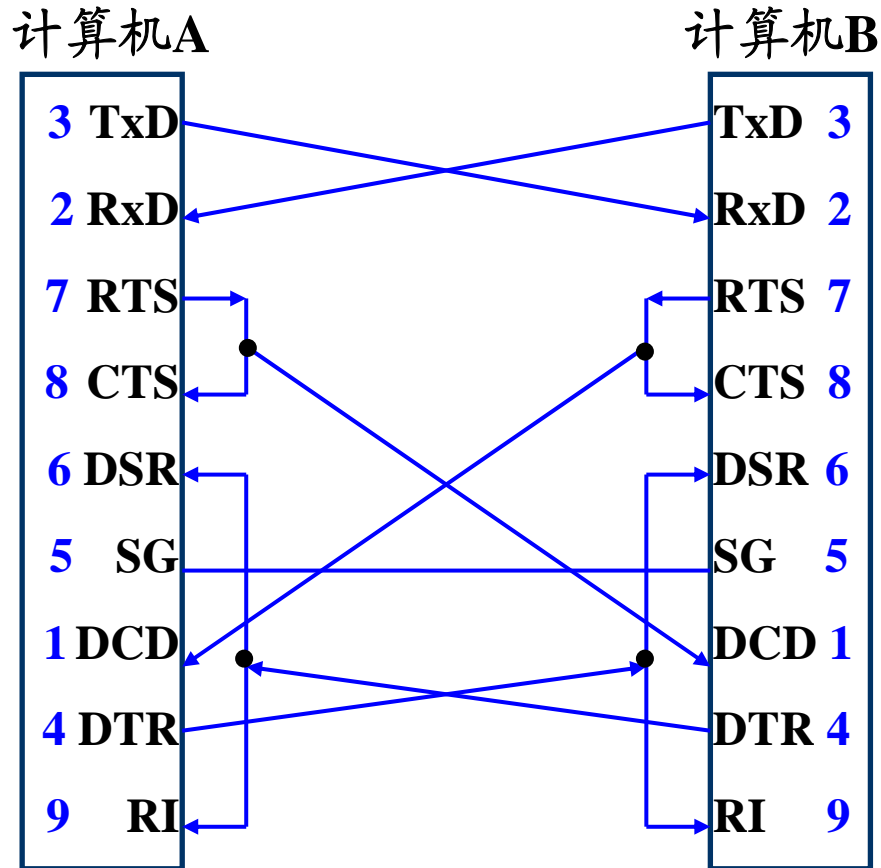 计算机A 计算机B
3 TxD TxD 3
2 RxD RxD 2
7 RTS RTS 7
8 CTS CTS 8
6 DSR DSR 6
5 SG SG 5
1 DCD DCD 1
4 DTR DTR 4
9 RI RI 9